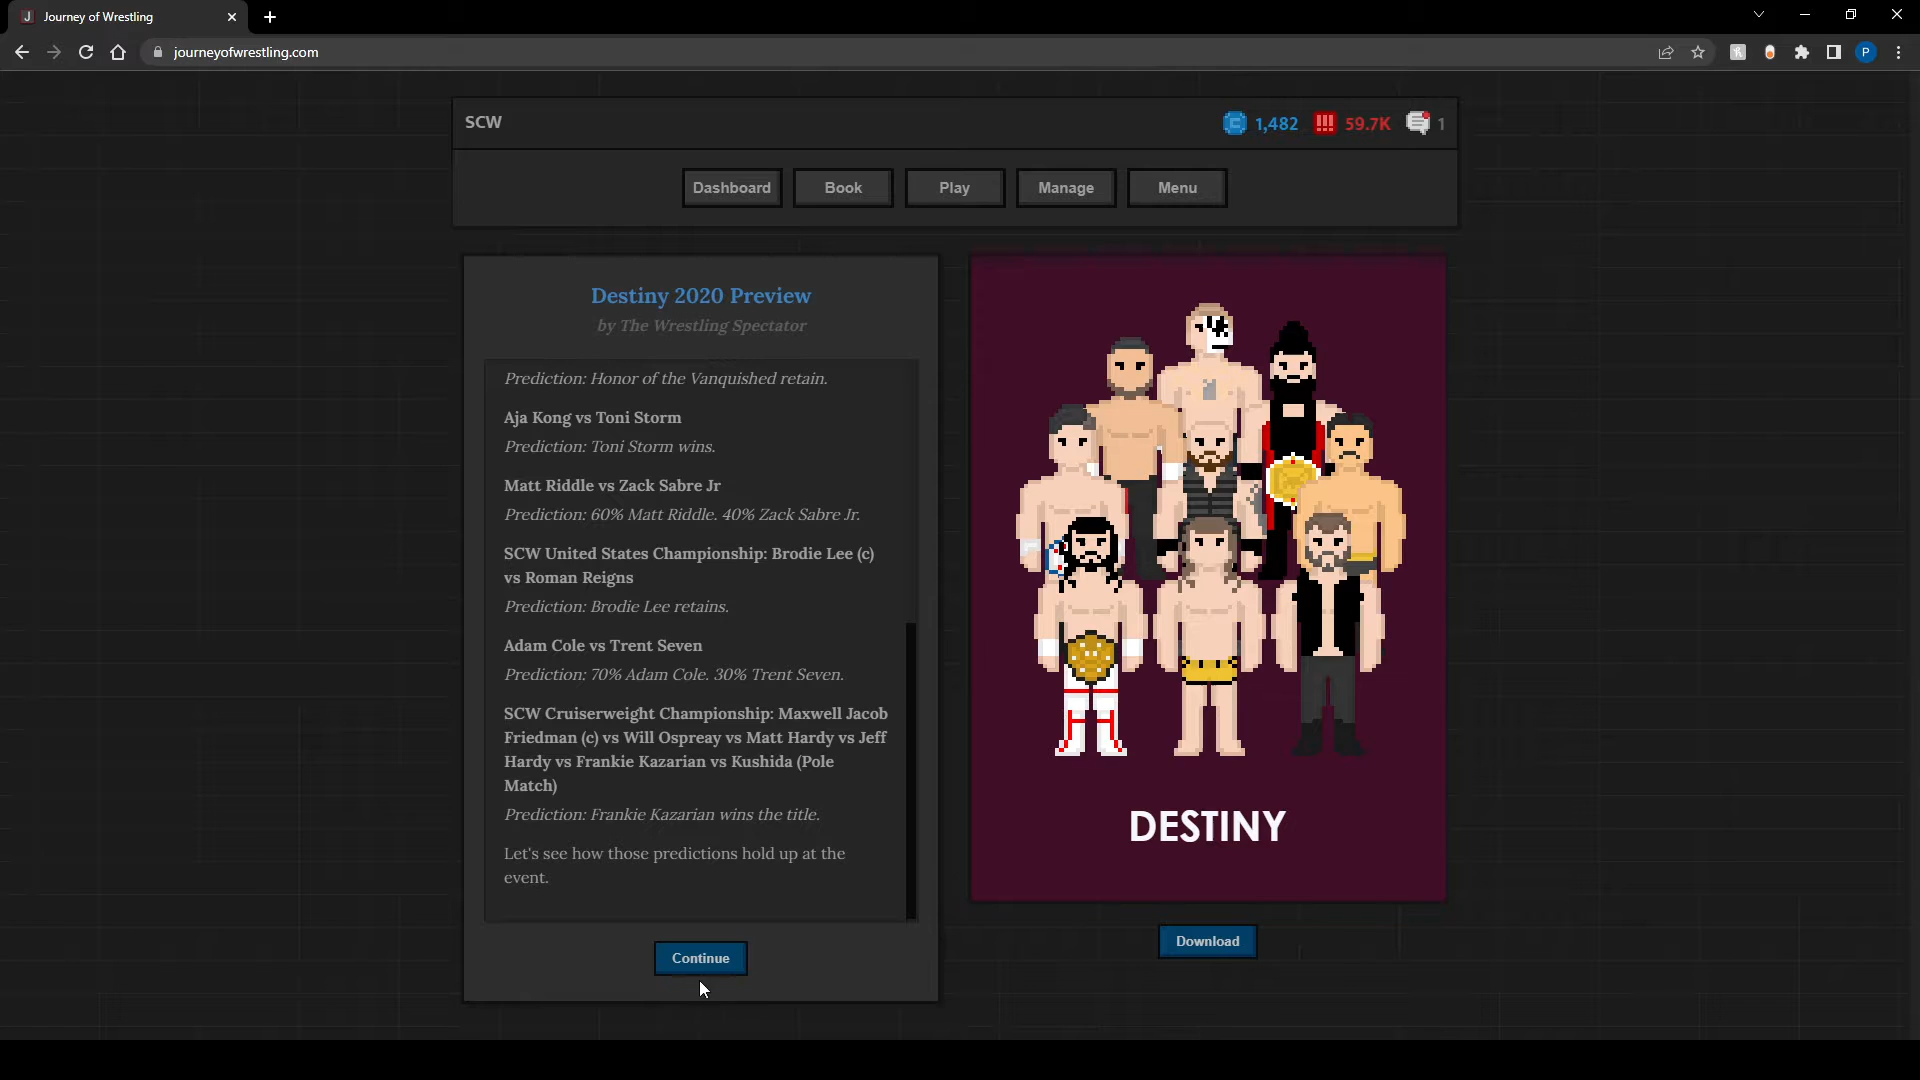 Journey of Wrestling
journeyofwrestling.com
P
SCW
1,482 59.7K 1
Dashboard Book Play Manage Menu
Destiny 2020 Preview
by The Wrestling Spectator
Prediction: Honor of the Vanquished retain.
Aja Kong vs Toni Storm
Prediction: Toni Storm wins.
Matt Riddle vs Zack Sabre Jr
Prediction: 60% Matt Riddle. 40% Zack Sabre Jr.
SCW United States Championship: Brodie Lee (c)
vs Roman Reigns
Prediction: Brodie Lee retains.
Adam Cole vs Trent Seven
Prediction: 70% Adam Cole. 30% Trent Seven.
SCW Cruiserweight Championship: Maxwell Jacob
Friedman (c) vs Will Ospreay vs Matt Hardy vs Jeff
Hardy vs Frankie Kazarian vs Kushida (Pole
Match)
Prediction: Frankie Kazarian wins the title.
Let's see how those predictions hold up at the
event.
Continue
DESTINY
Download